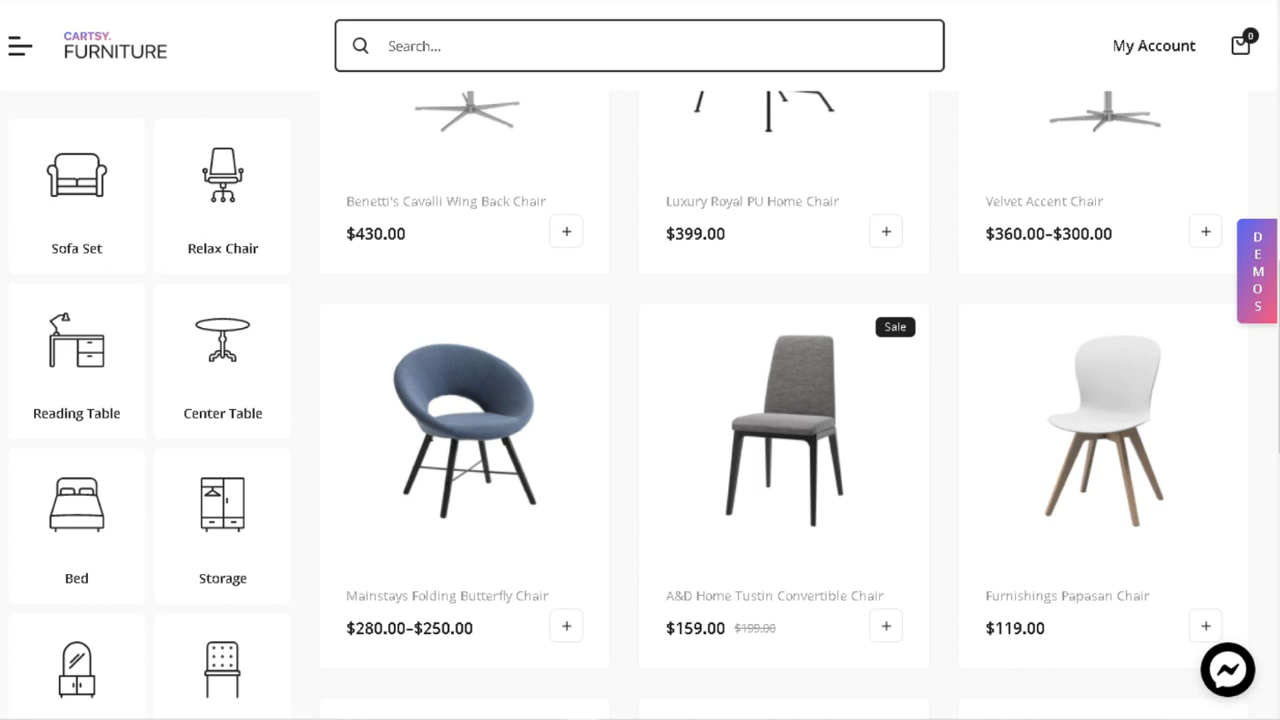 CARTSY.
FURNITURE
Search...
My Account
0
Sofa Set
Relax Chair
Reading Table
Center Table
Bed
Storage
Benetti's Cavalli Wing Back Chair
$430.00
+
Luxury Royal PU Home Chair
$399.00
+
Velvet Accent Chair
$360.00–$300.00
+
Mainstays Folding Butterfly Chair
$280.00–$250.00
+
Sale
A&D Home Tustin Convertible Chair
$159.00 $199.00
+
Furnishings Papasan Chair
$119.00
+
DEMOS